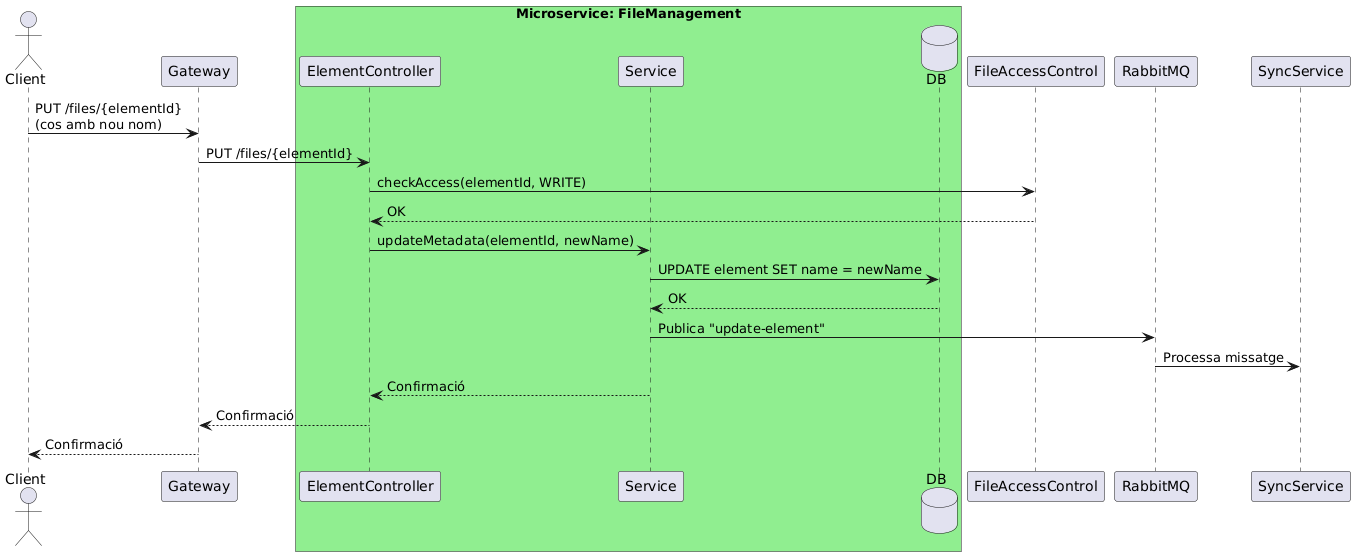 Microservice: FileManagement
Client
Gateway
ElementController
Service
DB
FileAccessControl
RabbitMQ
SyncService
PUT /files/{elementId}
(cos amb nou nom)
PUT /files/{elementId}
checkAccess(elementId, WRITE)
OK
updateMetadata(elementId, newName)
UPDATE element SET name = newName
OK
Publica "update-element"
Processa missatge
Confirmació
Confirmació
Confirmació
Client
Gateway
ElementController
Service
DB
FileAccessControl
RabbitMQ
SyncService